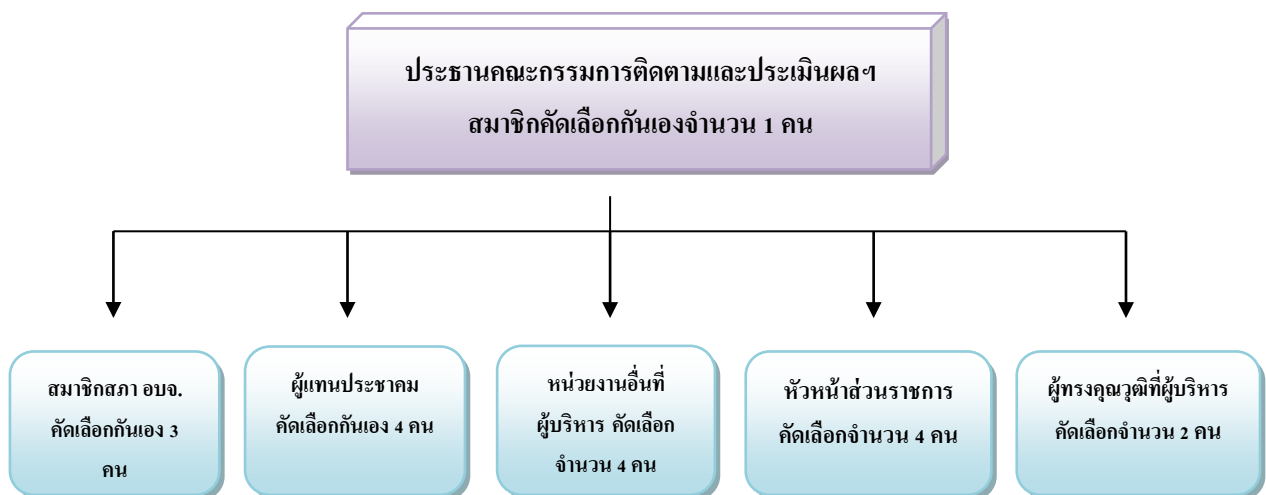 ประธานคณะกรรมการติดตามและประเมินผลฯ
สมาชิกคัดเลือกกันเองจำนวน 1 คน
สมาชิกสภา อบจ.
คัดเลือกกันเอง 3
คน
ผู้แทนประชาคม
คัดเลือกกันเอง 4 คน
หน่วยงานอื่นที่
ผู้บริหาร คัดเลือก
จำนวน 4 คน
หัวหน้าส่วนราชการ
คัดเลือกจำนวน 4 คน
ผู้ทรงคุณวุฒิที่ผู้บริหาร
คัดเลือกจำนวน 2 คน